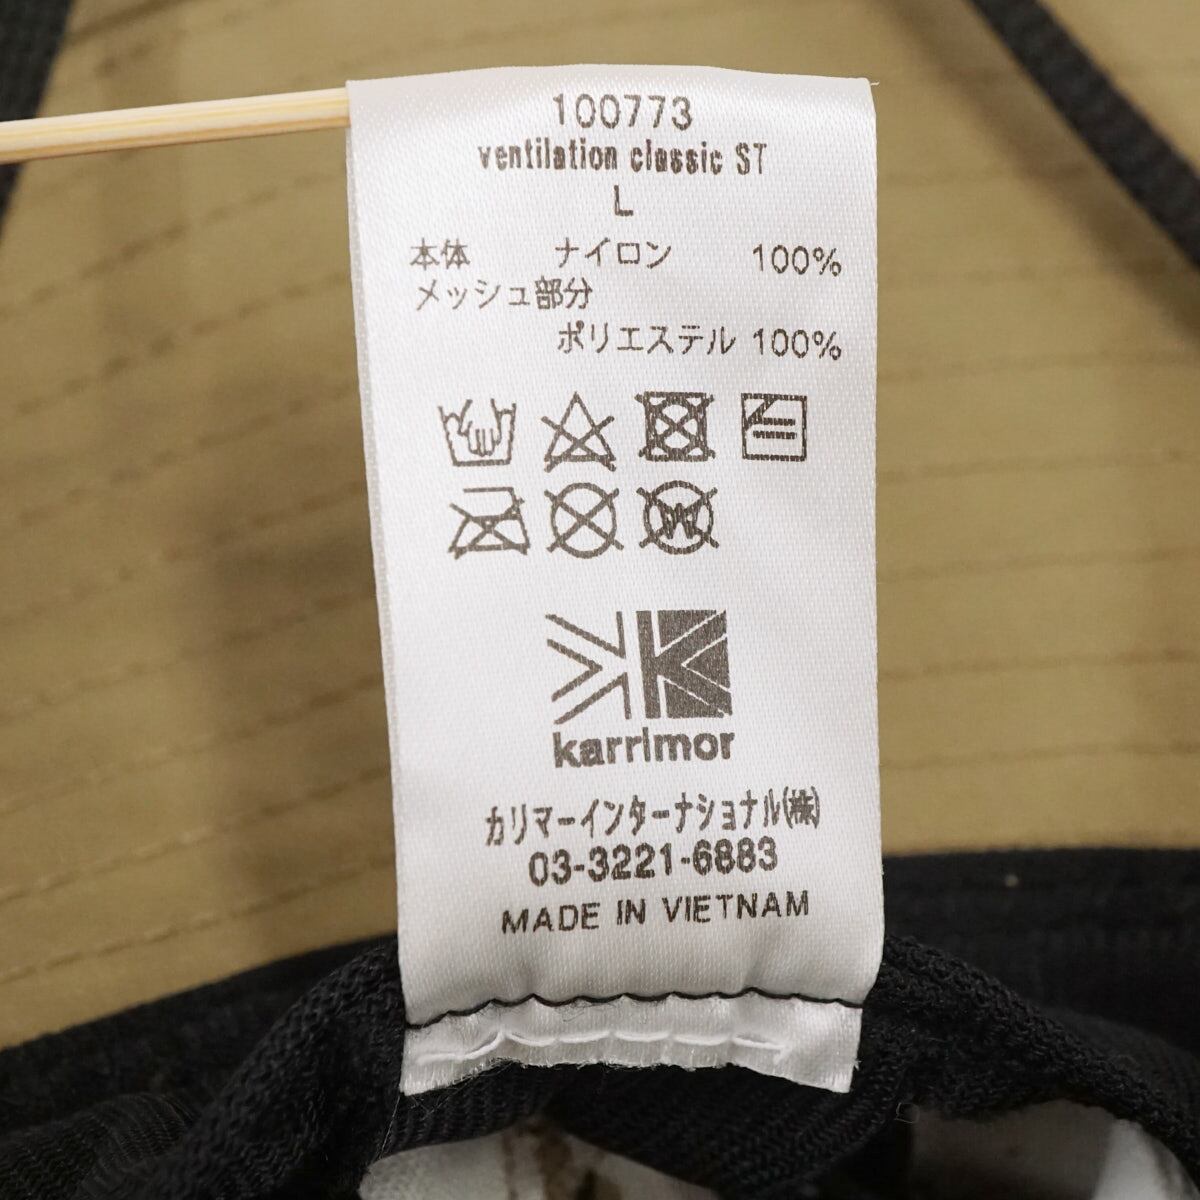 100773
ventilation classic ST
L
本体 ナイロン 100%
メッシュ部分
ポリエステル 100%
W
karrimor
カリマーインターナショナル(株)
03-3221-6883
MADE IN VIETNAM